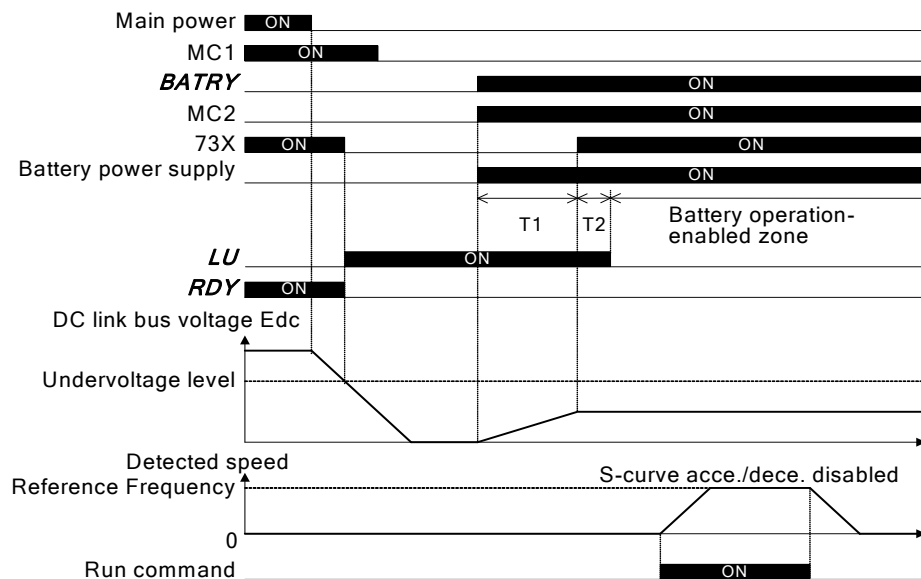 Main power ON
MC1 ON
BATRY ON
MC2 ON
73X ON ON
Battery power supply ON
T1 T2 Battery operation-
enabled zone
LU ON
RDY ON
DC link bus voltage Edc
Undervoltage level
Detected speed
Reference Frequency S-curve acce./dece. disabled
0
Run command ON